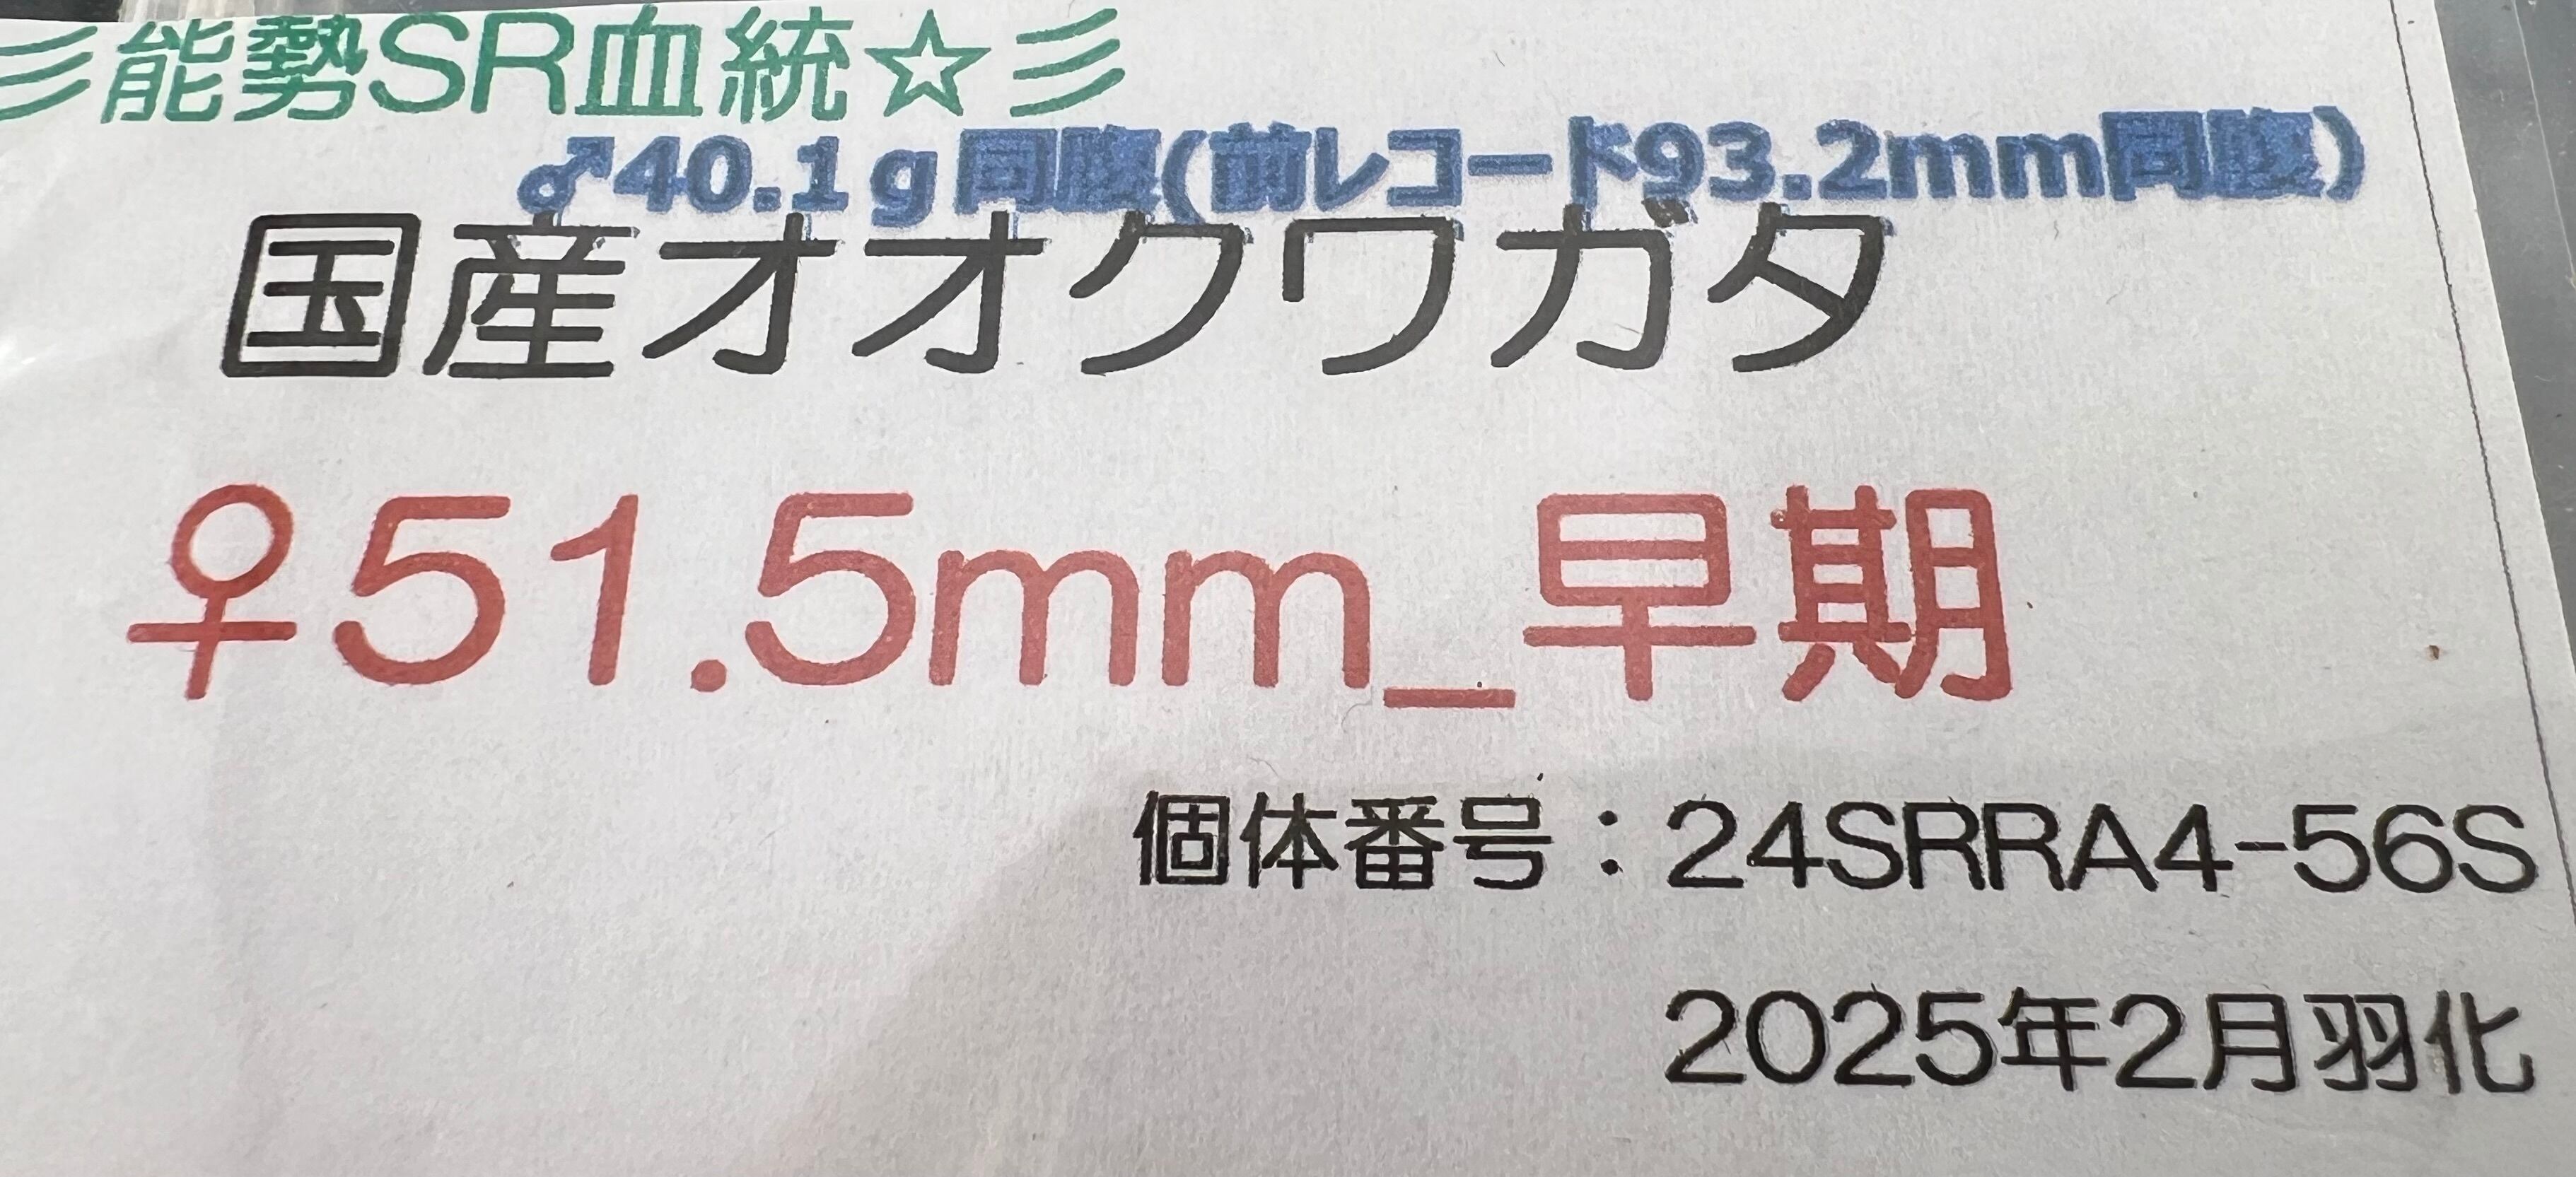 彡能勢SR血統☆彡
♂40.1g同腹(前レコード93.2mm同腹)
国産オオクワガタ
♀51.5mm_早期
個体番号：24SRRA4-56S
2025年2月羽化